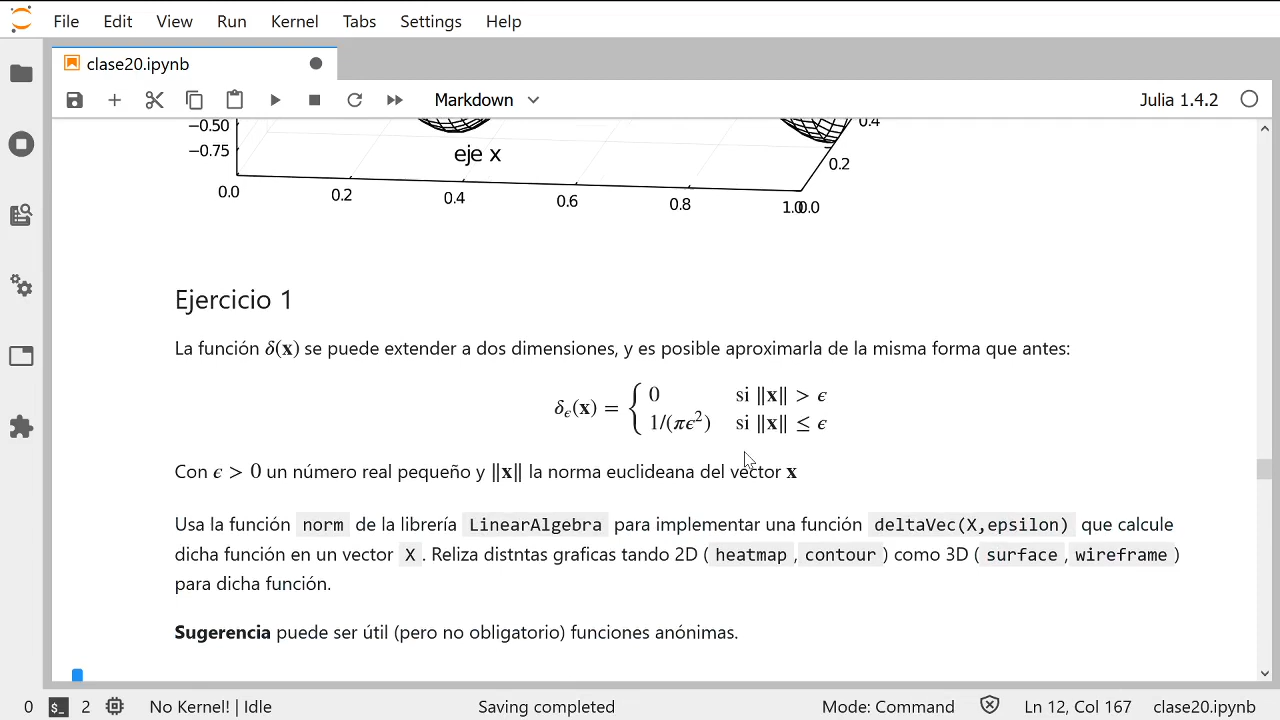 File Edit View Run Kernel Tabs Settings Help
clase20.ipynb
Markdown Julia 1.4.2
−0.50 0.4
−0.75 eje x 0.2
0.0 0.2 0.4 0.6 0.8 1.0 0.0
Ejercicio 1
La función δ(x) se puede extender a dos dimensiones, y es posible aproximarla de la misma forma que antes:
δϵ(x) = { 0 si ‖x‖ > ϵ
1/(πϵ²) si ‖x‖ ≤ ϵ
Con ϵ > 0 un número real pequeño y ‖x‖ la norma euclideana del vector x
Usa la función norm de la librería LinearAlgebra para implementar una función deltaVec(X,epsilon) que calcule
dicha función en un vector X. Reliza distntas graficas tando 2D (heatmap,contour) como 3D (surface,wireframe)
para dicha función.
Sugerencia puede ser útil (pero no obligatorio) funciones anónimas.
0 $_ 2 No Kernel! | Idle Saving completed Mode: Command Ln 12, Col 167 clase20.ipynb